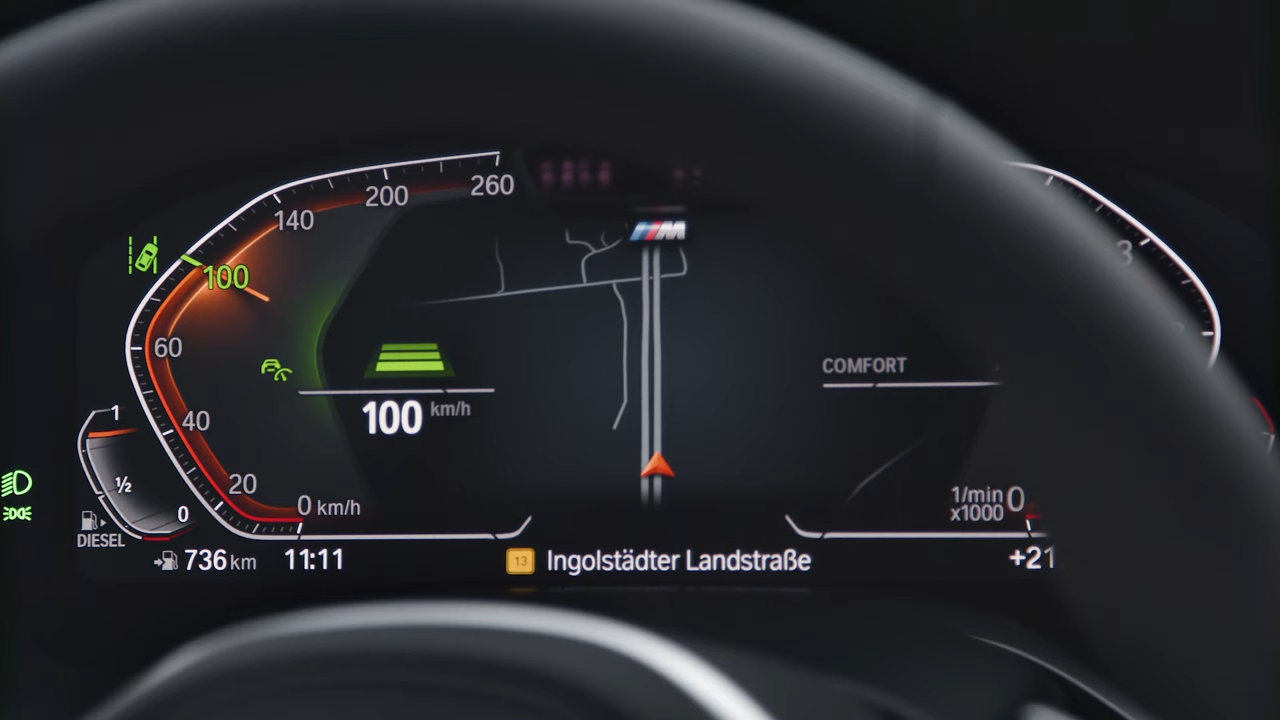 260
200
140
100
60
40
20
0 km/h
3
M
COMFORT
100 km/h
1
½
0
DIESEL
1/min
x1000 0
736 km
11:11
13 Ingolstädter Landstraße
+21